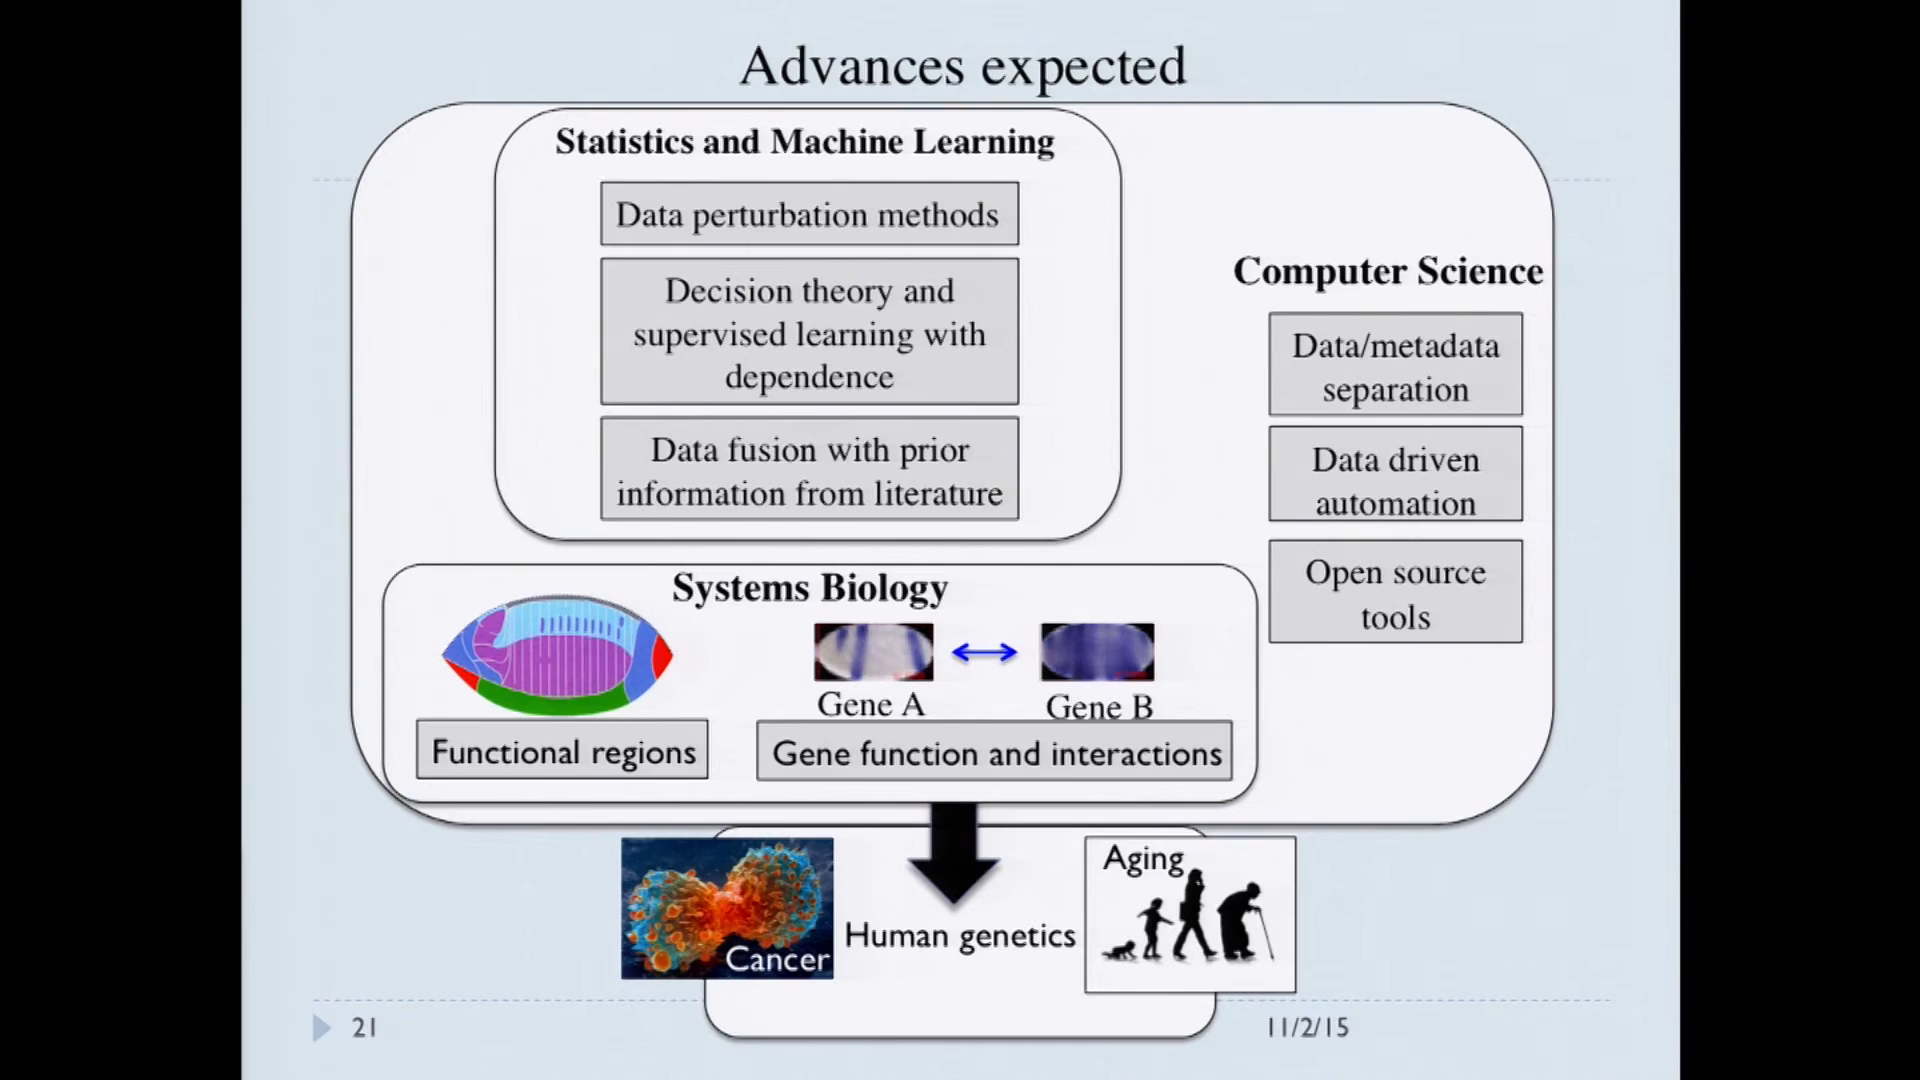 Advances expected
Statistics and Machine Learning
Data perturbation methods
Decision theory and
supervised learning with
dependence
Data fusion with prior
information from literature
Computer Science
Data/metadata
separation
Data driven
automation
Open source
tools
Systems Biology
Gene A
Gene B
Functional regions
Gene function and interactions
Cancer
Human genetics
Aging
21
11/2/15